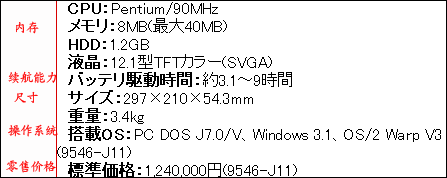 CPU：Pentium/90MHz
内存 メモリ：8MB(最大40MB)
HDD：1.2GB
液晶：12.1型TFTカラー(SVGA)
续航能力 バッテリ駆動時間：約3.1～9時間
尺寸 サイズ：297×210×54.3mm
重量：3.4kg
操作系统 搭載OS：PC DOS J7.0/V、Windows 3.1、OS/2 Warp V3
(9546-J11)
零售价格 標準価格：1,240,000円(9546-J11)